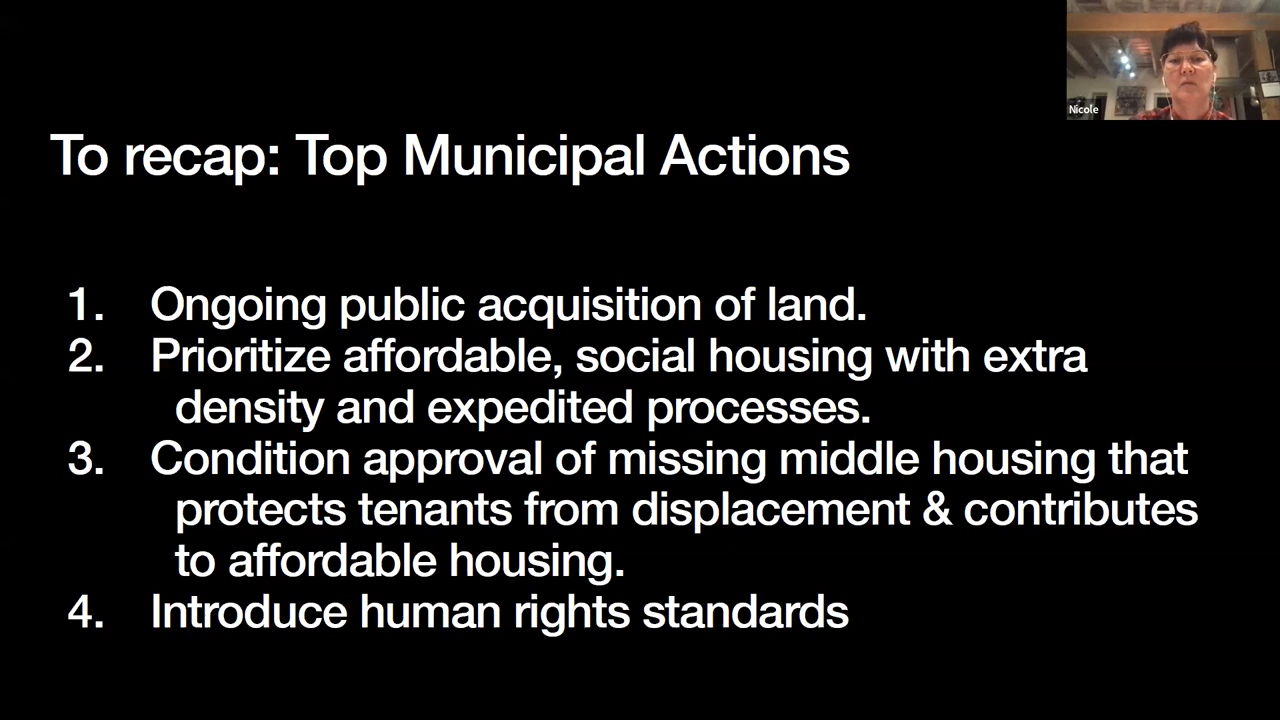 Nicole
To recap: Top Municipal Actions
1. Ongoing public acquisition of land.
2. Prioritize affordable, social housing with extra
density and expedited processes.
3. Condition approval of missing middle housing that
protects tenants from displacement & contributes
to affordable housing.
4. Introduce human rights standards